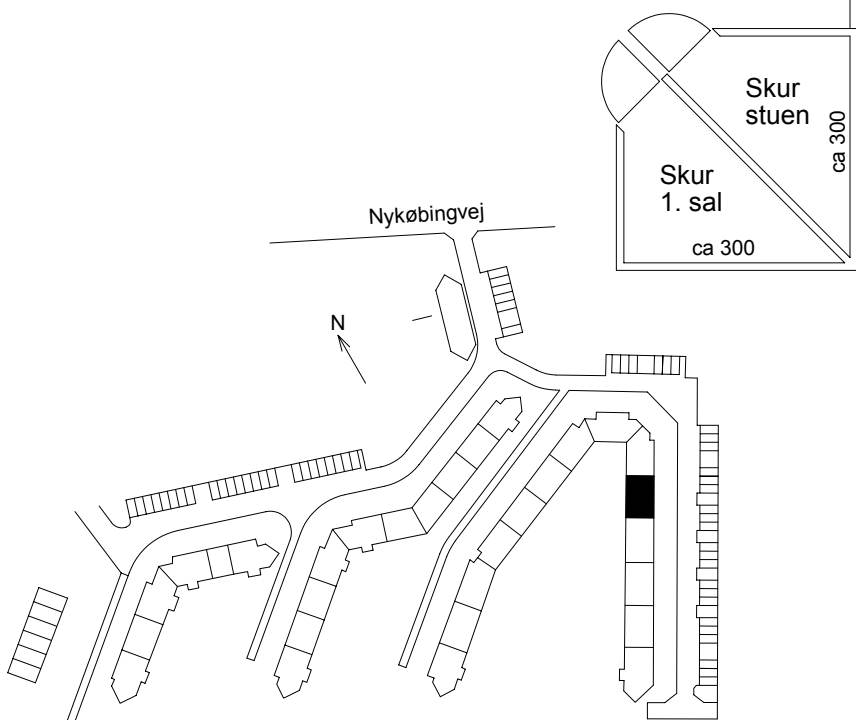 Skur
stuen
ca 300
Skur
1. sal
ca 300
Nykøbingvej
N